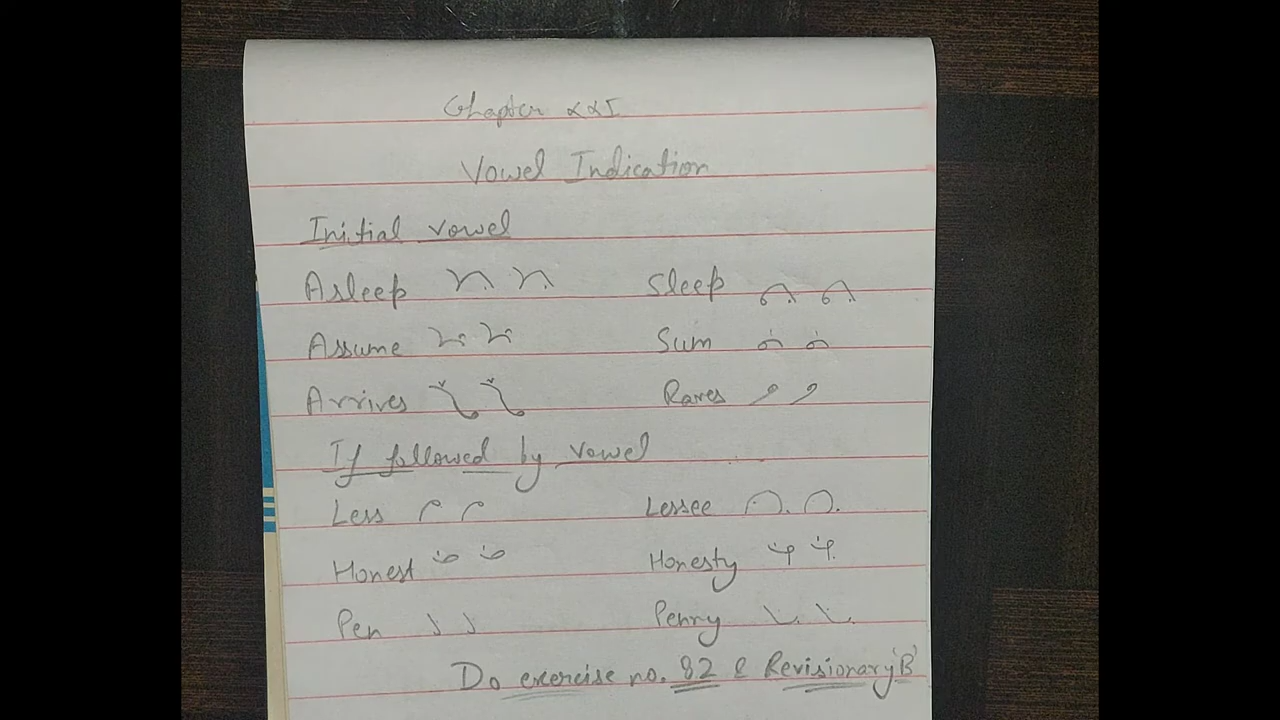 Chapter XXI
Vowel Indication
Initial vowel
Asleep Sleep
Assume Sum
Arrives Raves
If followed by vowel
Less Lessee
Honest Honesty
Pen Penny
Do exercise no. 82 & Revisionary 'B'